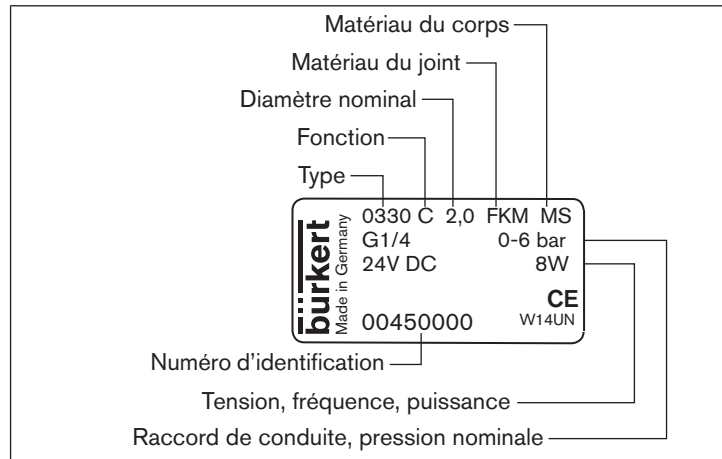 Matériau du corps
Matériau du joint
Diamètre nominal
Fonction
Type
bürkert
Made in Germany
0330 C 2,0 FKM MS
G1/4 0-6 bar
24V DC 8W
CE
00450000 W14UN
Numéro d'identification
Tension, fréquence, puissance
Raccord de conduite, pression nominale